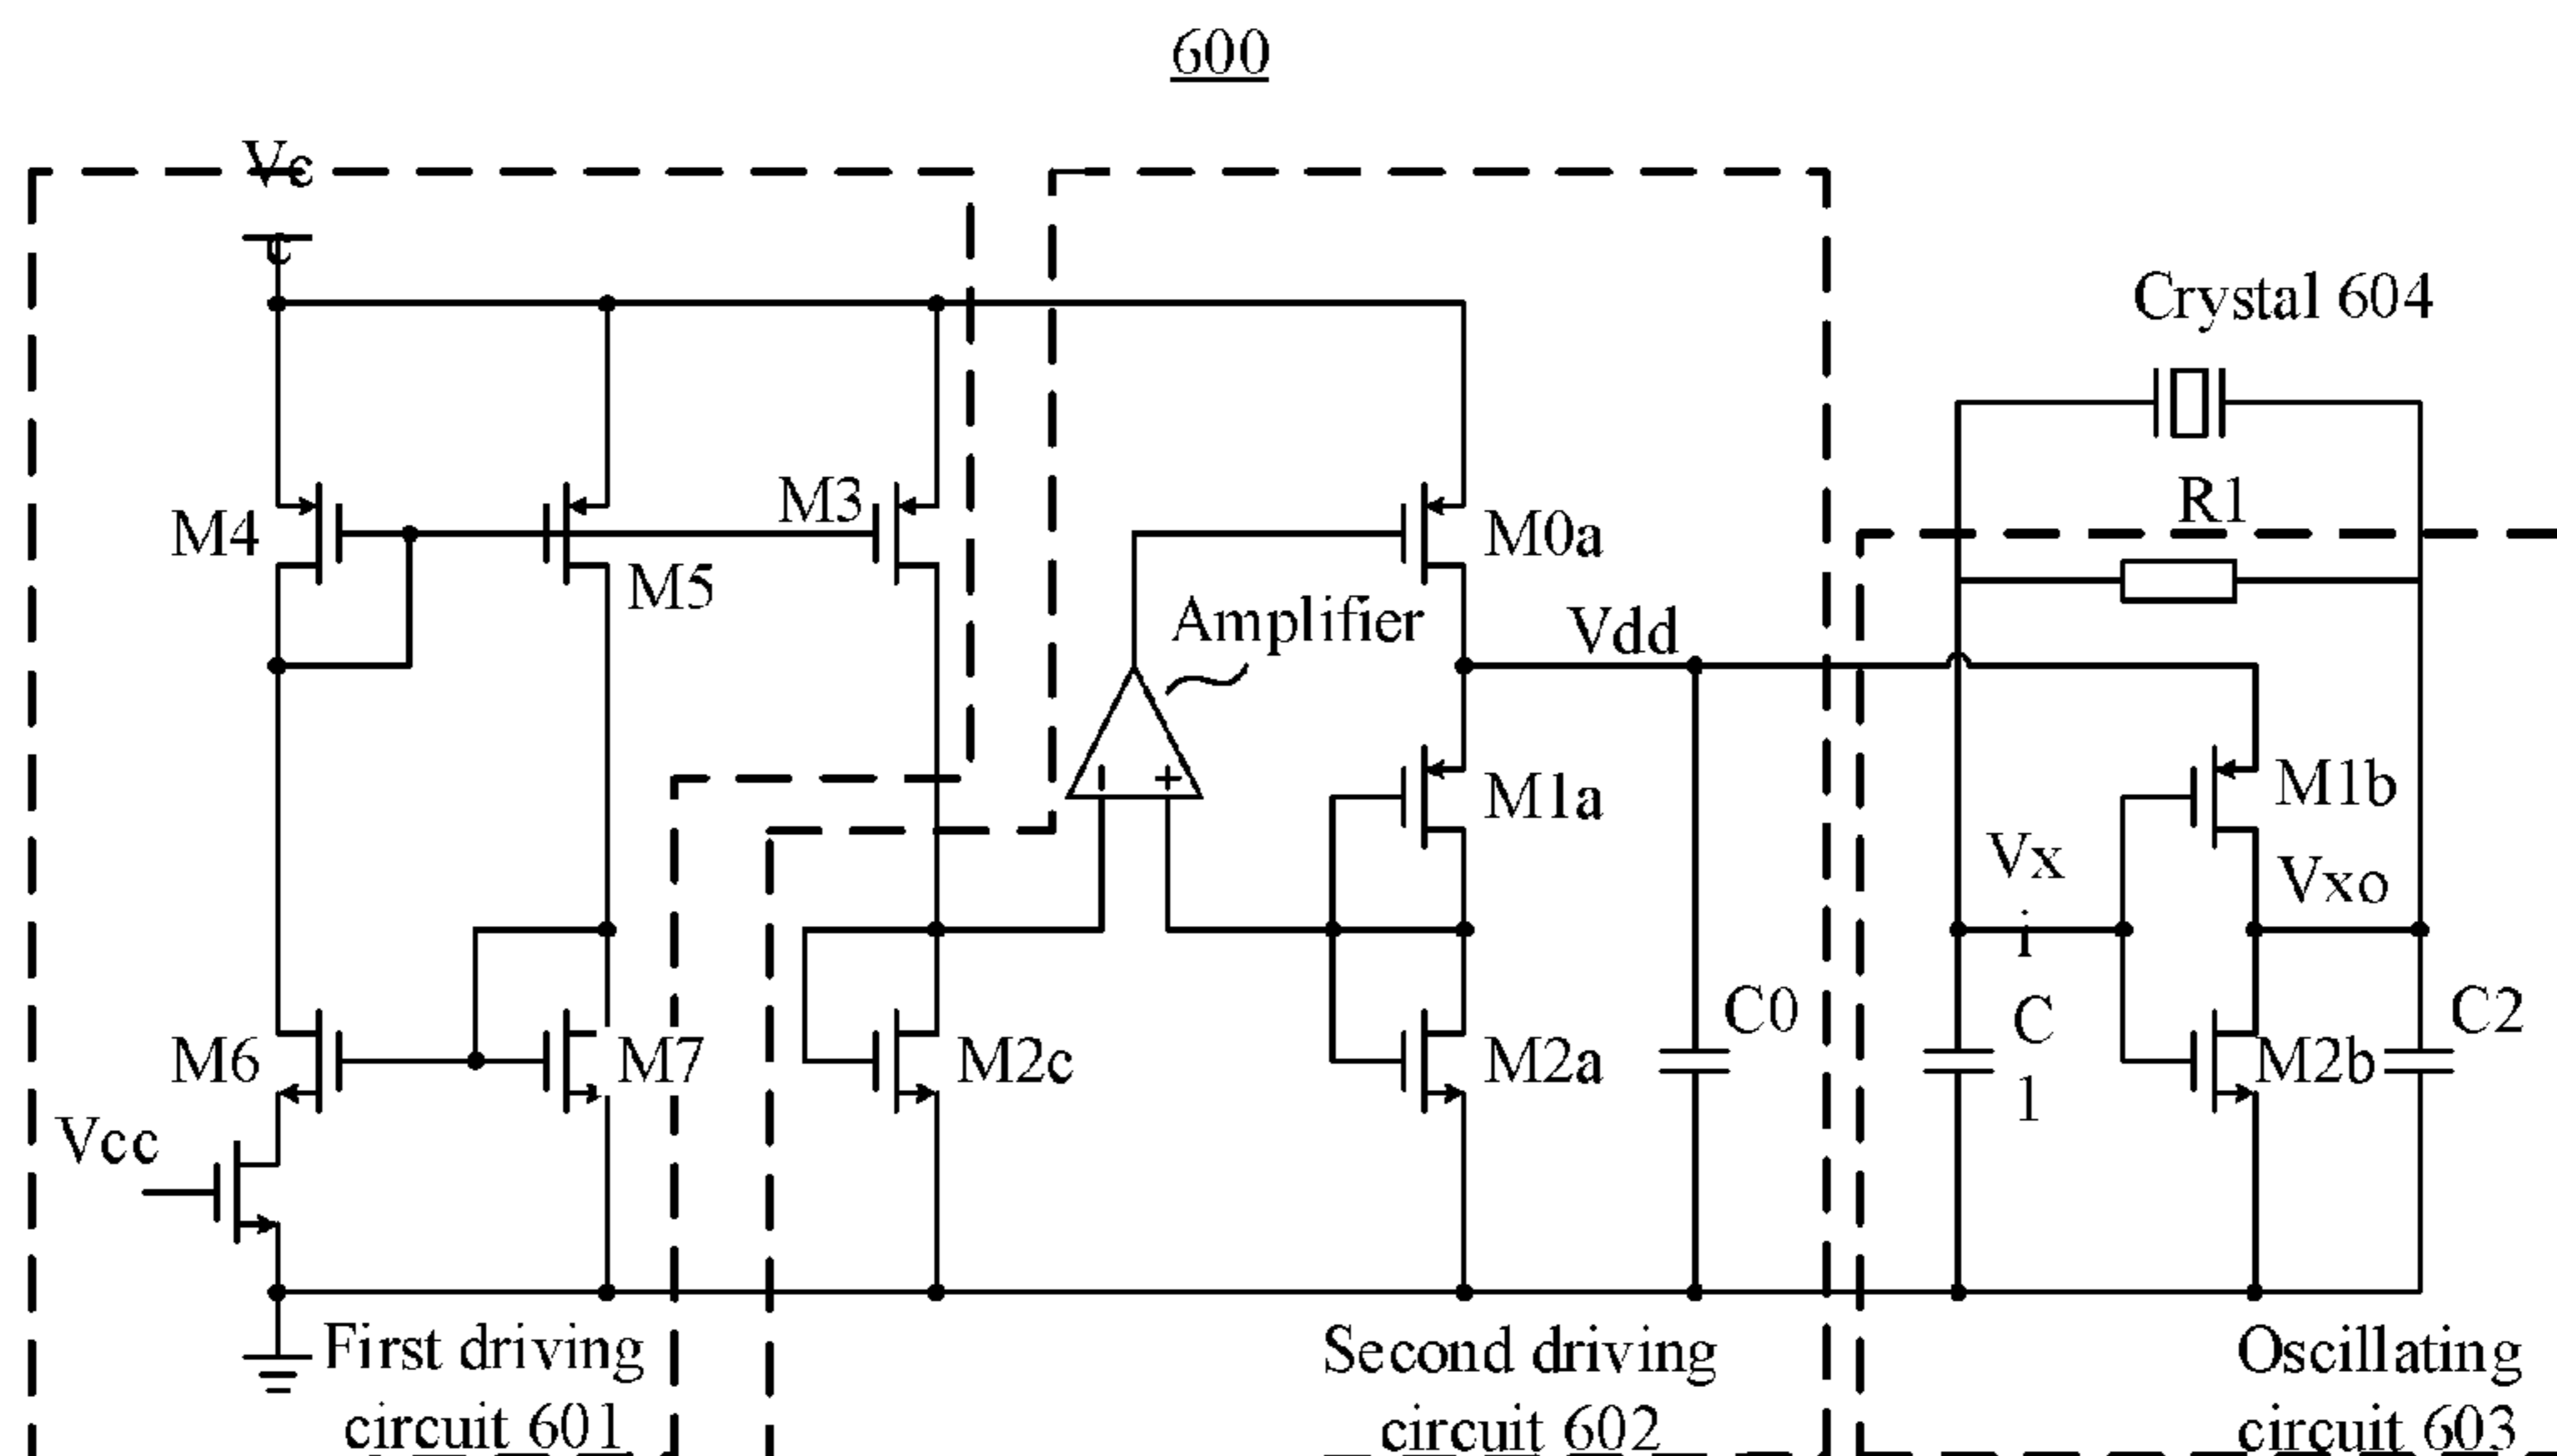 600
Vc
c
Crystal 604
R1
M4
M5
M3
M0a
Amplifier
Vdd
M1a
M1b
Vx
i
Vxo
C0
C
1
C2
M6
M7
M2c
M2a
M2b
Vcc
- +
First driving
circuit 601
Second driving
circuit 602
Oscillating
circuit 603